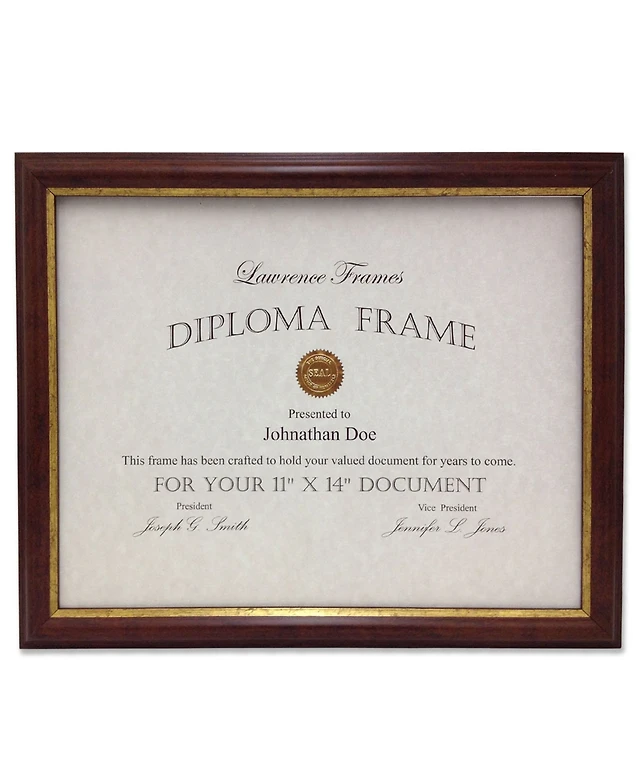 Lawrence Frames
DIPLOMA FRAME
SEAL
Presented to
Johnathan Doe
This frame has been crafted to hold your valued document for years to come.
FOR YOUR 11" X 14" DOCUMENT
President
Vice President
Joseph G. Smith
Jennifer L. Jones